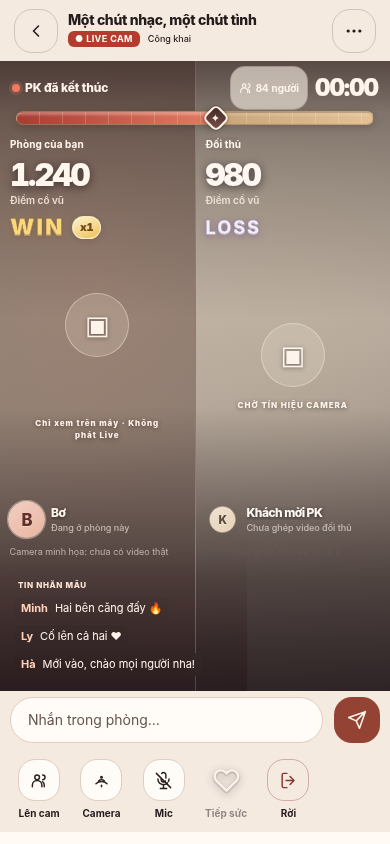 Một chút nhạc, một chút tình
LIVE CAM Công khai
PK đã kết thúc
84 người
00:00
Phòng của bạn
Đối thủ
1.240
980
Điểm cổ vũ
Điểm cổ vũ
WIN x1
LOSS
CHỜ TÍN HIỆU CAMERA
Chỉ xem trên máy · Không
phát Live
B
Bơ
Đang ở phòng này
K
Khách mời PK
Chưa ghép video đối thủ
Camera minh họa: chưa có video thật
TIN NHẮN MẪU
Minh Hai bên căng đấy 🔥
Ly Cố lên cả hai ♥
Hà Mới vào, chào mọi người nha!
Nhắn trong phòng...
Lên cam
Camera
Mic
Tiếp sức
Rời